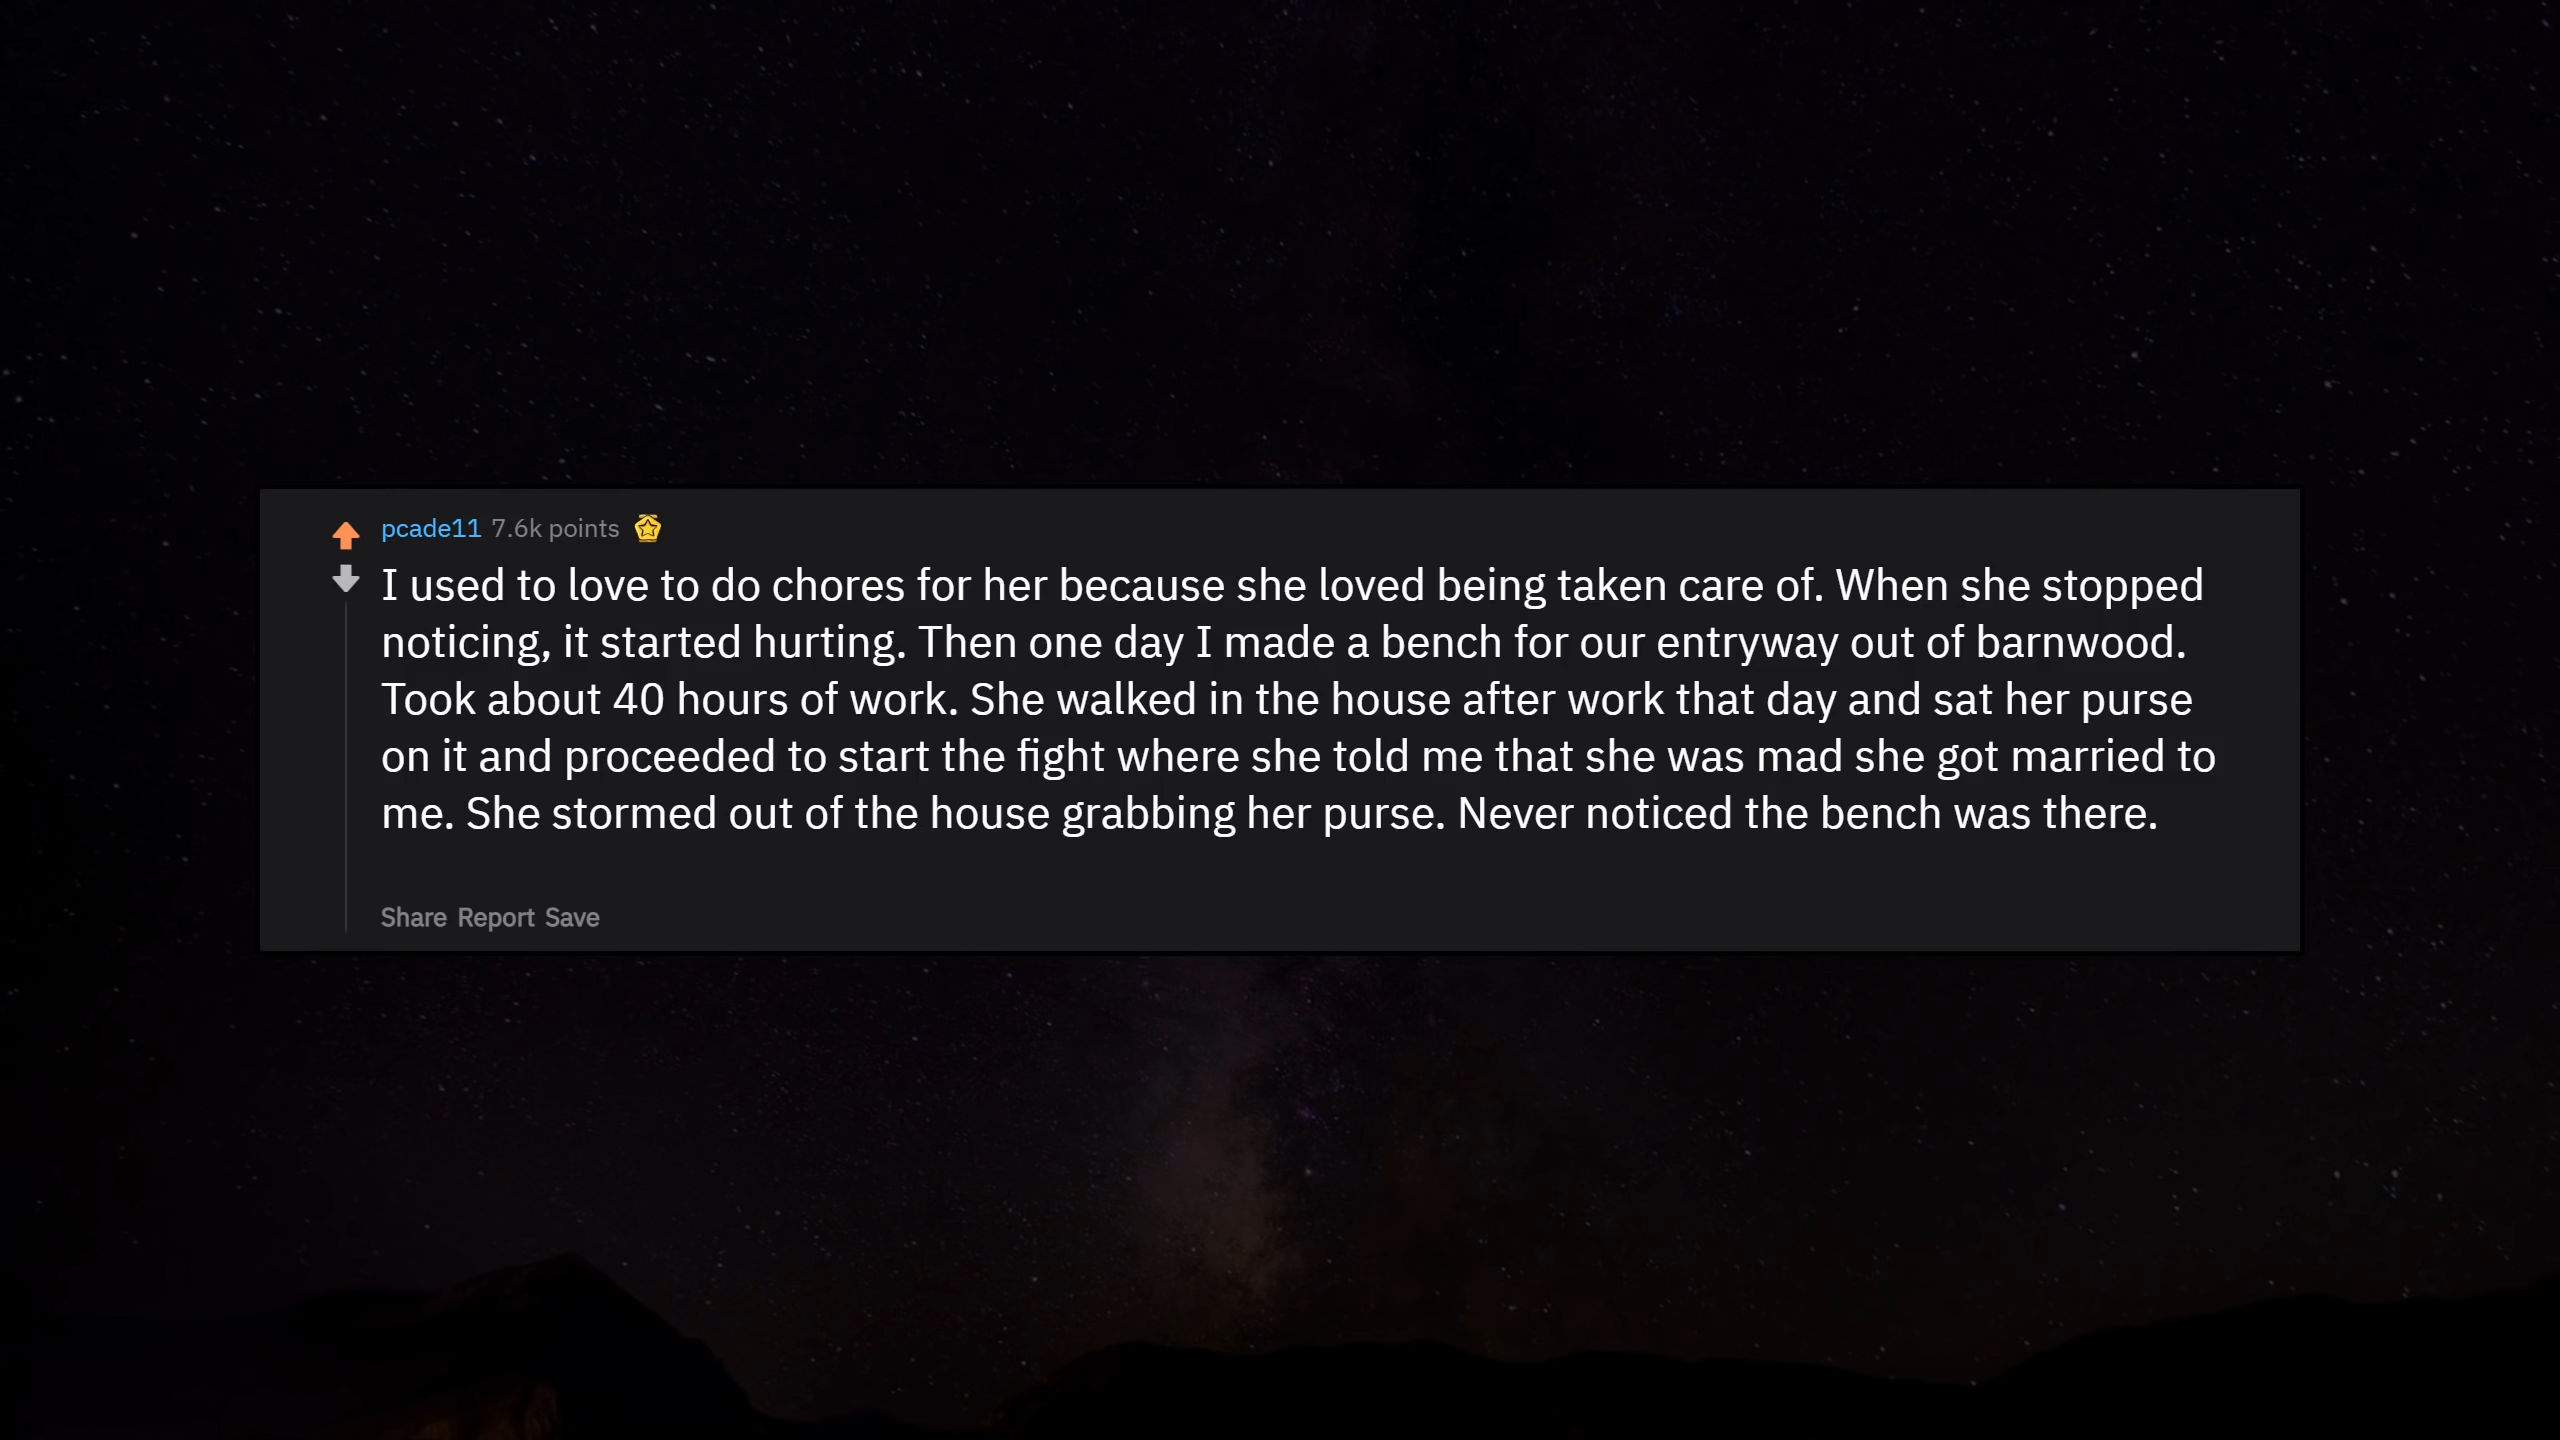 pcade11 7.6k points
I used to love to do chores for her because she loved being taken care of. When she stopped
noticing, it started hurting. Then one day I made a bench for our entryway out of barnwood.
Took about 40 hours of work. She walked in the house after work that day and sat her purse
on it and proceeded to start the fight where she told me that she was mad she got married to
me. She stormed out of the house grabbing her purse. Never noticed the bench was there.
Share Report Save